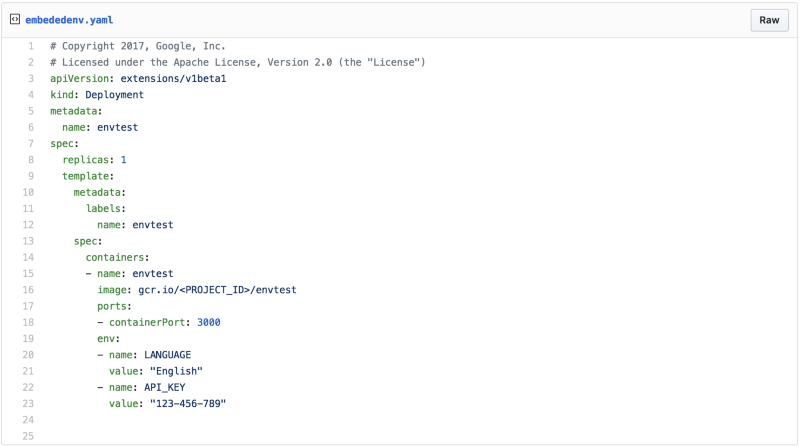 embededenv.yaml Raw
1 # Copyright 2017, Google, Inc.
2 # Licensed under the Apache License, Version 2.0 (the "License")
3 apiVersion: extensions/v1beta1
4 kind: Deployment
5 metadata:
6   name: envtest
7 spec:
8   replicas: 1
9   template:
10     metadata:
11       labels:
12         name: envtest
13     spec:
14       containers:
15       - name: envtest
16         image: gcr.io/<PROJECT_ID>/envtest
17         ports:
18         - containerPort: 3000
19         env:
20         - name: LANGUAGE
21           value: "English"
22         - name: API_KEY
23           value: "123-456-789"
24
25